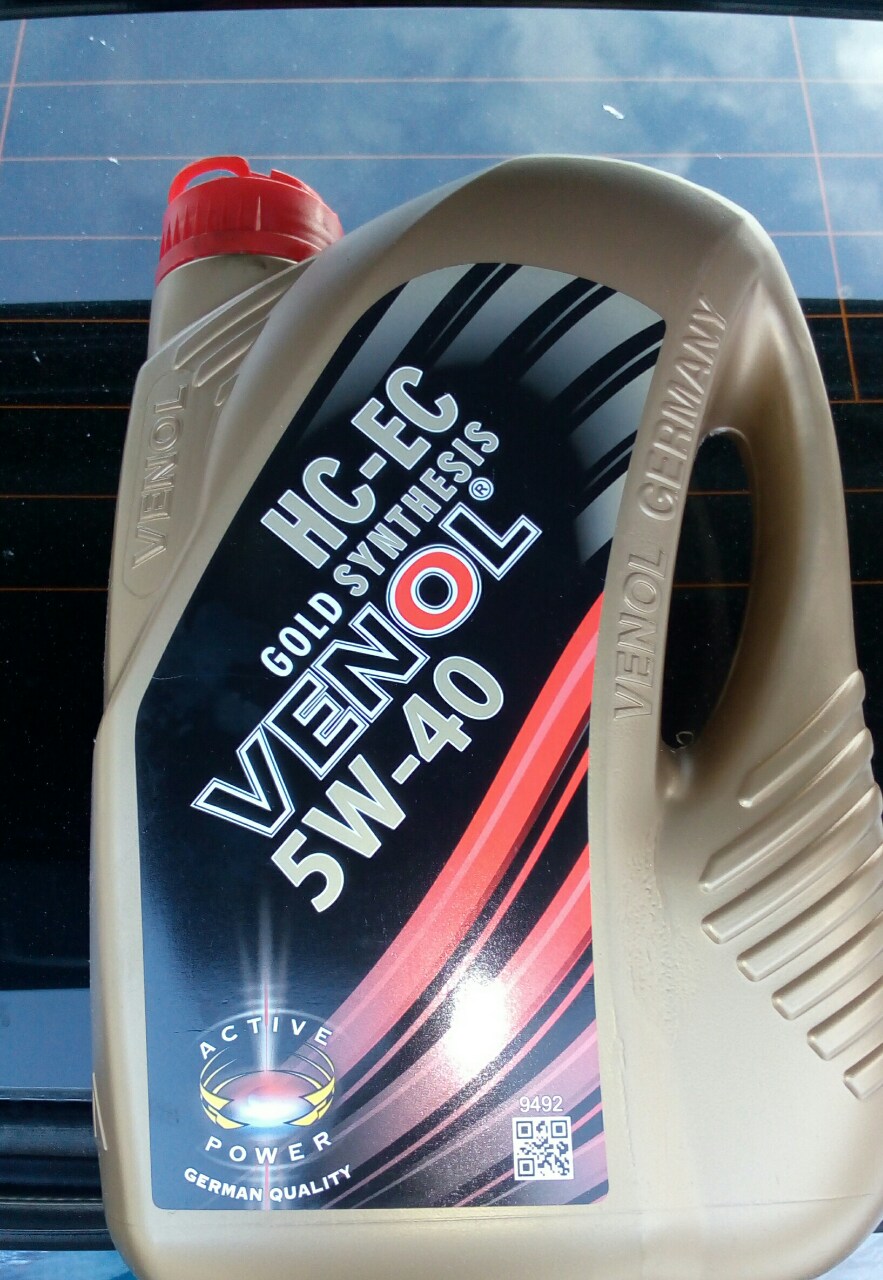 HC-EC
GOLD SYNTHESIS
VENOL®
5W-40
ACTIVE
POWER
GERMAN QUALITY
9492
VENOL
VENOL GERMANY